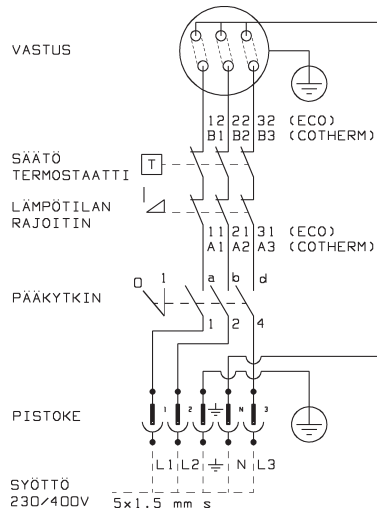 VASTUS
12 22 32 (ECO)
B1 B2 B3 (COTHERM)
SÄÄTÖ
TERMOSTAATTI
T
LÄMPÖTILAN
RAJOITIN
11 21 31 (ECO)
A1 A2 A3 (COTHERM)
0 1 a b d
PÄÄKYTKIN
1 2 4
PISTOKE
1 2 N 3
L1 L2 N L3
SYÖTTÖ
230/400V 5x1.5 mm s